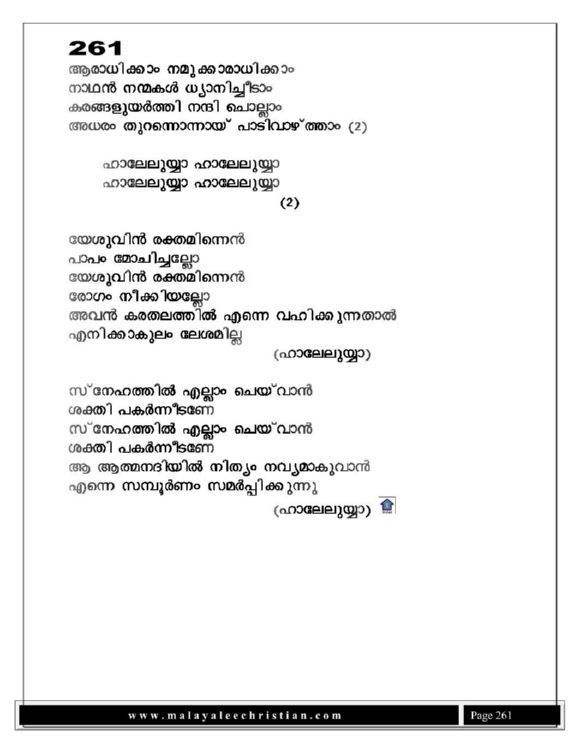 261
ആരാധിക്കാം നമുക്കാരാധിക്കാം
നാഥൻ നന്മകൾ ധ്യാനിച്ചീടാം
കരങ്ങളുയർത്തി നന്ദി ചൊല്ലാം
അധരം തുറന്നൊന്നായ് പാടിവാഴ്ത്താം (2)
ഹാലേലുയ്യാ ഹാലേലുയ്യാ
ഹാലേലുയ്യാ ഹാലേലുയ്യാ
(2)
യേശുവിൻ രക്തമിന്നെൻ
പാപം മോചിച്ചല്ലോ
യേശുവിൻ രക്തമിന്നെൻ
രോഗം നീക്കിയല്ലോ
അവൻ കരതലത്തിൽ എന്നെ വഹിക്കുന്നതാൽ
എനിക്കാകുലം ലേശമില്ല
(ഹാലേലുയ്യാ)
സ്നേഹത്തിൽ എല്ലാം ചെയ്‌വാൻ
ശക്തി പകർന്നീടണേ
സ്നേഹത്തിൽ എല്ലാം ചെയ്‌വാൻ
ശക്തി പകർന്നീടണേ
ആ ആത്മനദിയിൽ നിത്യം നവ്യമാകുവാൻ
എന്നെ സമ്പൂർണം സമർപ്പിക്കുന്നു
(ഹാലേലുയ്യാ)
www.malayaleechristian.com
Page 261